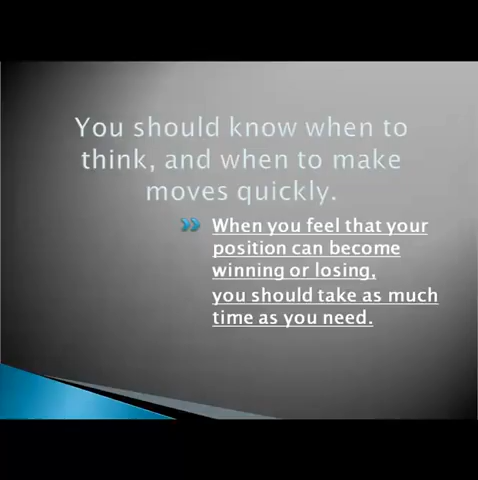 You should know when to
think, and when to make
moves quickly.
When you feel that your
position can become
winning or losing,
you should take as much
time as you need.